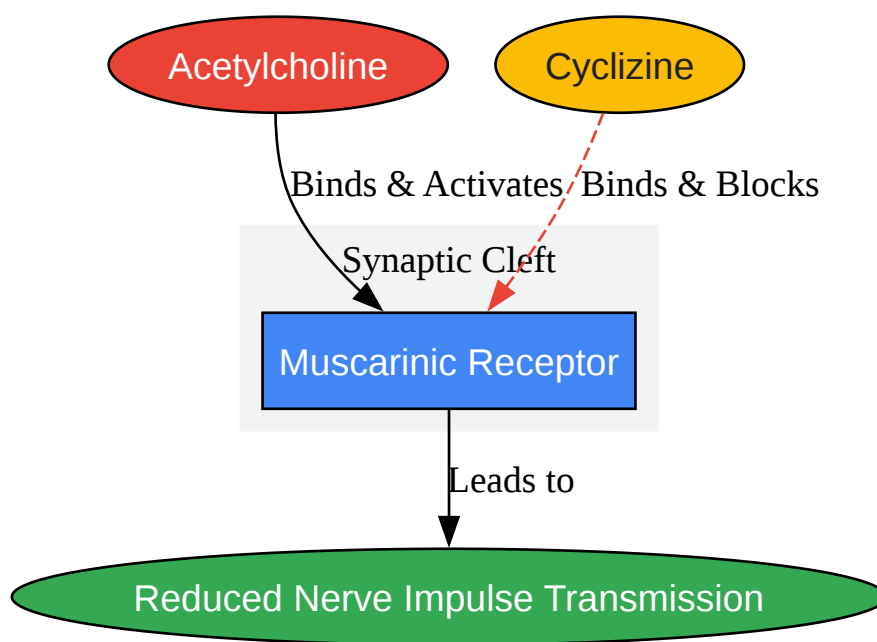 Acetylcholine
Cyclizine
Binds & Activates
Binds & Blocks
Synaptic Cleft
Muscarinic Receptor
Leads to
Reduced Nerve Impulse Transmission